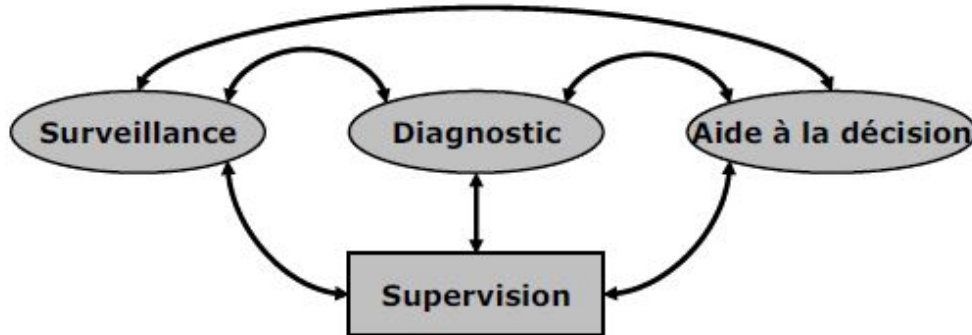 Surveillance
Diagnostic
Aide à la décision
Supervision